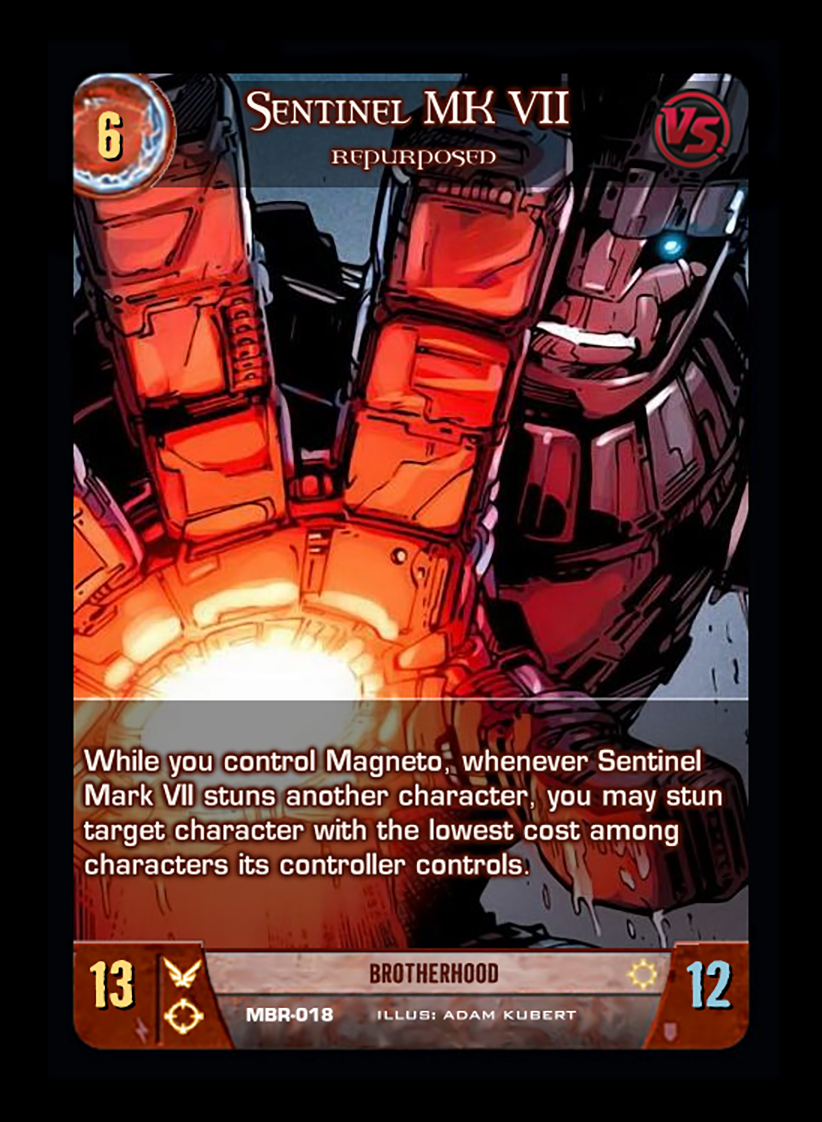 6
SENTINEL MK VII
VS.
REPURPOSED
While you control Magneto, whenever Sentinel
Mark VII stuns another character, you may stun
target character with the lowest cost among
characters its controller controls.
13
BROTHERHOOD
12
MBR-018 ILLUS: ADAM KUBERT